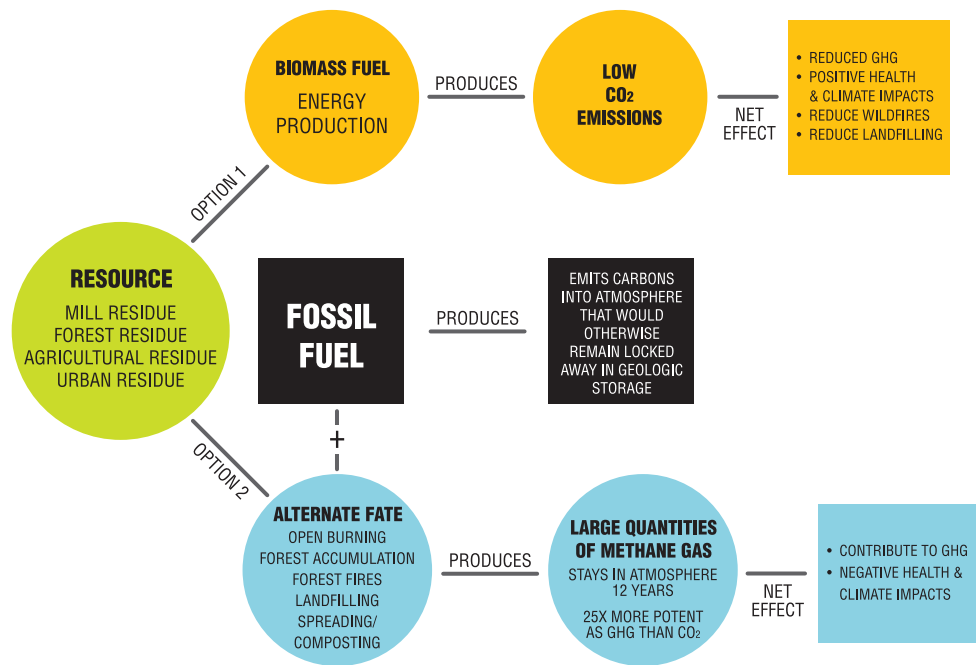 BIOMASS FUEL
ENERGY
PRODUCTION
PRODUCES
LOW
CO₂
EMISSIONS
NET
EFFECT
• REDUCED GHG
• POSITIVE HEALTH
& CLIMATE IMPACTS
• REDUCE WILDFIRES
• REDUCE LANDFILLING
OPTION 1
RESOURCE
MILL RESIDUE
FOREST RESIDUE
AGRICULTURAL RESIDUE
URBAN RESIDUE
FOSSIL
FUEL
PRODUCES
EMITS CARBONS
INTO ATMOSPHERE
THAT WOULD
OTHERWISE
REMAIN LOCKED
AWAY IN GEOLOGIC
STORAGE
+
OPTION 2
ALTERNATE FATE
OPEN BURNING
FOREST ACCUMULATION
FOREST FIRES
LANDFILLING
SPREADING/
COMPOSTING
PRODUCES
LARGE QUANTITIES
OF METHANE GAS
STAYS IN ATMOSPHERE
12 YEARS
25X MORE POTENT
AS GHG THAN CO₂
NET
EFFECT
• CONTRIBUTE TO GHG
• NEGATIVE HEALTH &
CLIMATE IMPACTS